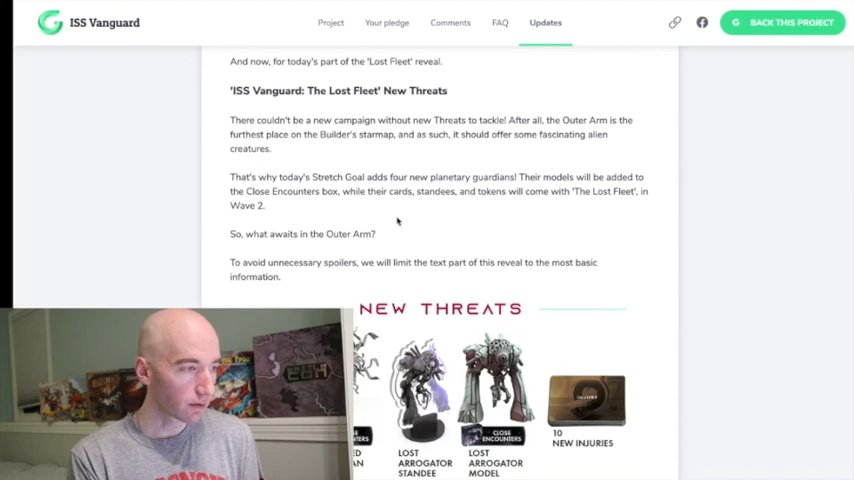 ISS Vanguard
Project
Your pledge
Comments
FAQ
Updates
BACK THIS PROJECT
And now, for today's part of the 'Lost Fleet' reveal.
'ISS Vanguard: The Lost Fleet' New Threats
There couldn't be a new campaign without new Threats to tackle! After all, the Outer Arm is the
furthest place on the Builder's starmap, and as such, it should offer some fascinating alien
creatures.
That's why today's Stretch Goal adds four new planetary guardians! Their models will be added to
the Close Encounters box, while their cards, standees, and tokens will come with 'The Lost Fleet', in
Wave 2.
So, what awaits in the Outer Arm?
To avoid unnecessary spoilers, we will limit the text part of this reveal to the most basic
information.
NEW THREATS
INJURY
CLOSE
ENCOUNTERS
LOST
ARROGATOR
STANDEE
LOST
ARROGATOR
MODEL
10
NEW INJURIES